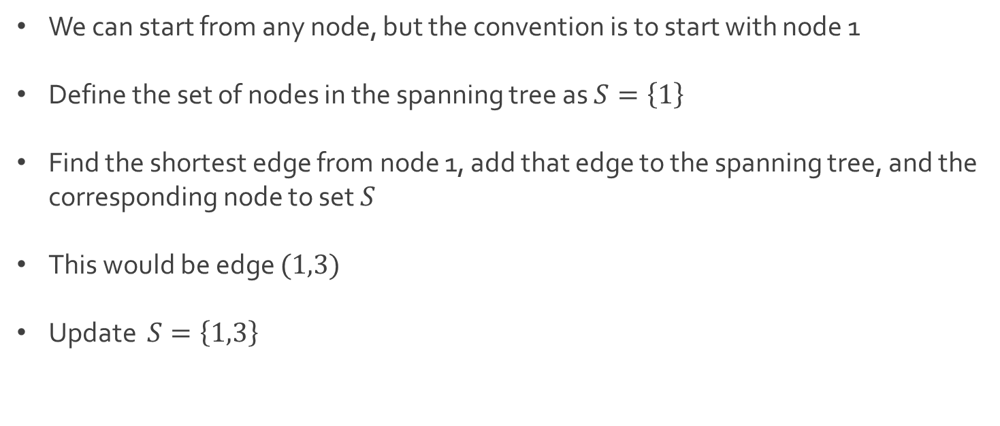 • We can start from any node, but the convention is to start with node 1
• Define the set of nodes in the spanning tree as S = {1}
• Find the shortest edge from node 1, add that edge to the spanning tree, and the
corresponding node to set S
• This would be edge (1,3)
• Update S = {1,3}